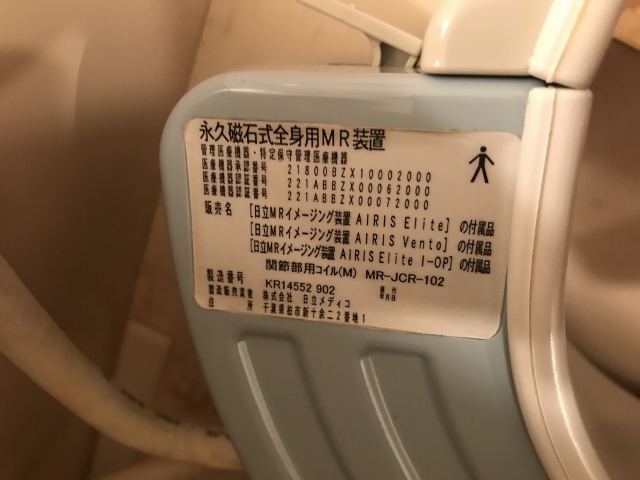 永久磁石式全身用MR装置
管理医療機器・特定保守管理医療機器
医療機器承認番号 21800BZX10002000
医療機器認証番号 221ABBZX00062000
医療機器認証番号 221ABBZX00072000
販売名 [日立MRイメージング装置 AIRIS Elite] の付属品
[日立MRイメージング装置 AIRIS Vento] の付属品
[日立MRイメージング装置 AIRIS Elite I-OP] の付属品
関節部用コイル(M) MR-JCR-102
製造番号 KR14552 902
製造販売業者 株式会社 日立メディコ
住所 千葉県柏市新十余二2番地1